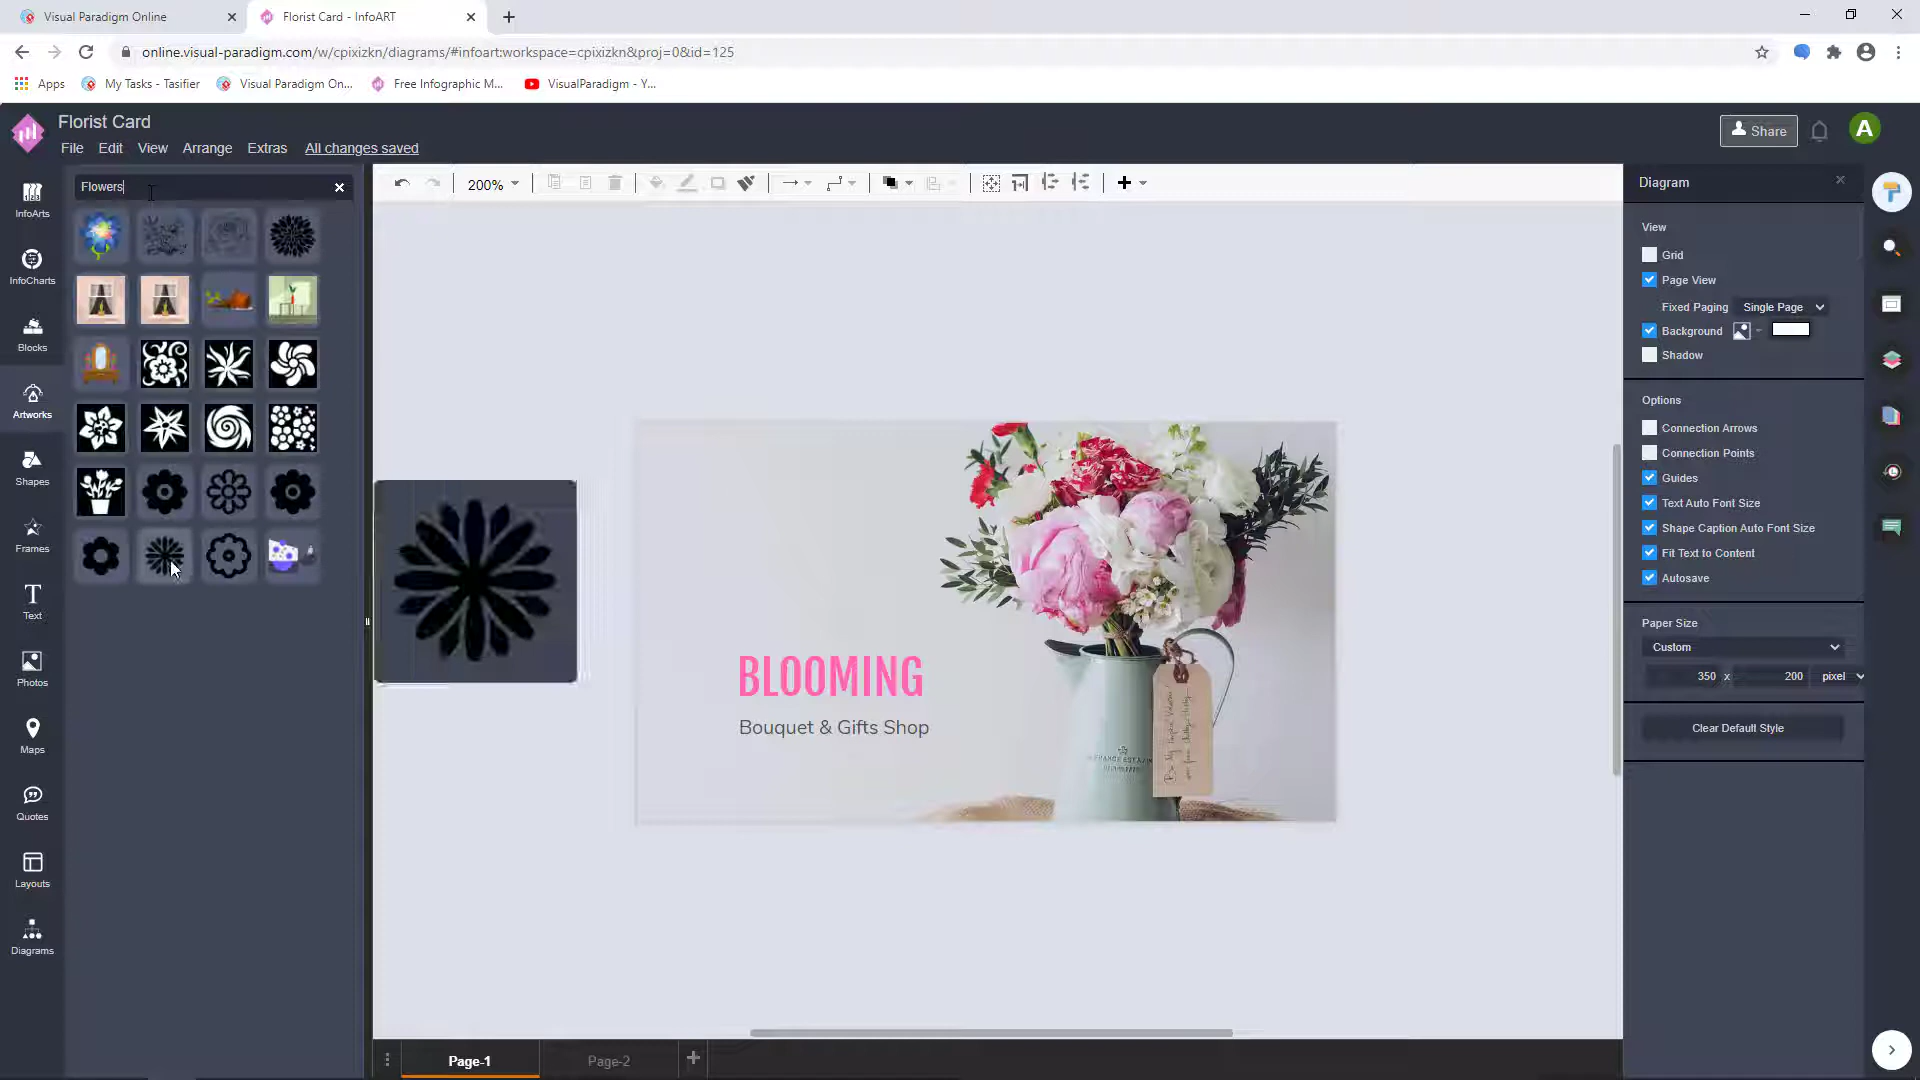 Visual Paradigm Online
Florist Card - InfoART
online.visual-paradigm.com/w/cpixizkn/diagrams/#infoart:workspace=cpixizkn&proj=0&id=125
Apps
My Tasks - Tasifier
Visual Paradigm On...
Free Infographic M...
VisualParadigm - Y...
Florist Card
File Edit View Arrange Extras All changes saved
Share
A
Flowers
200%
InfoArts
InfoCharts
Blocks
Artworks
Shapes
Frames
Text
Photos
Maps
Quotes
Layouts
Diagrams
BLOOMING
Bouquet & Gifts Shop
Page-1
Page-2
Diagram
View
Grid
Page View
Fixed Paging Single Page
Background
Shadow
Options
Connection Arrows
Connection Points
Guides
Text Auto Font Size
Shape Caption Auto Font Size
Fit Text to Content
Autosave
Paper Size
Custom
350 x 200 pixel
Clear Default Style